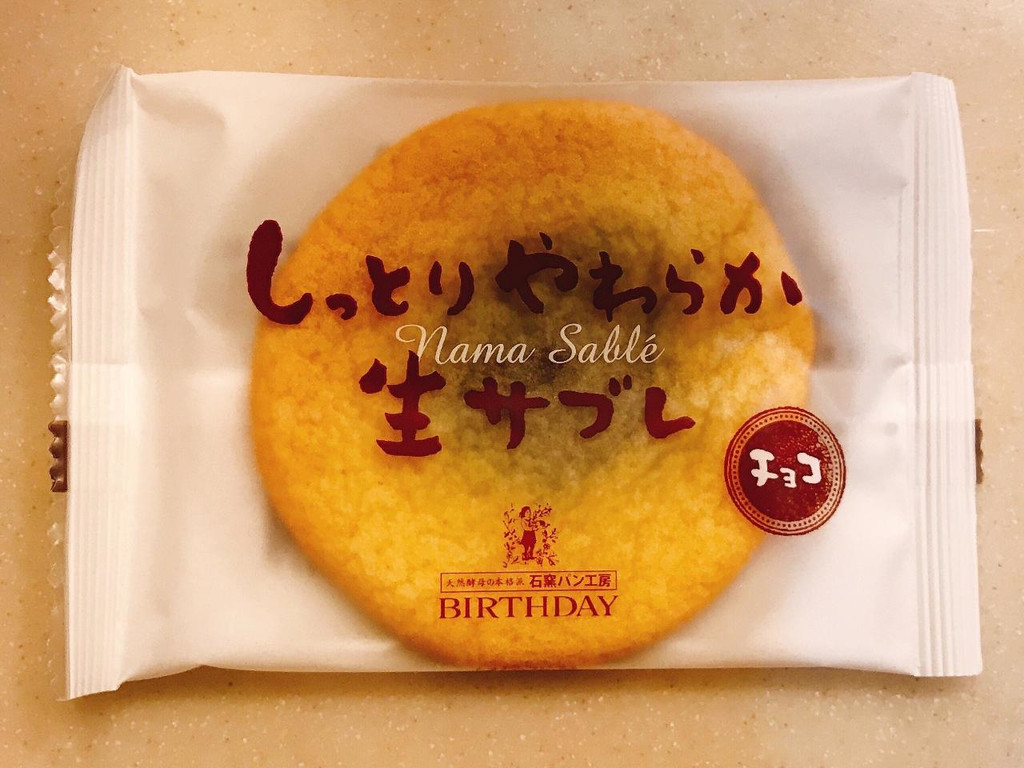 しっとりやわらか
Nama Sablé
生サブレ
チョコ
天然酵母の本格派 石窯パン工房
BIRTHDAY